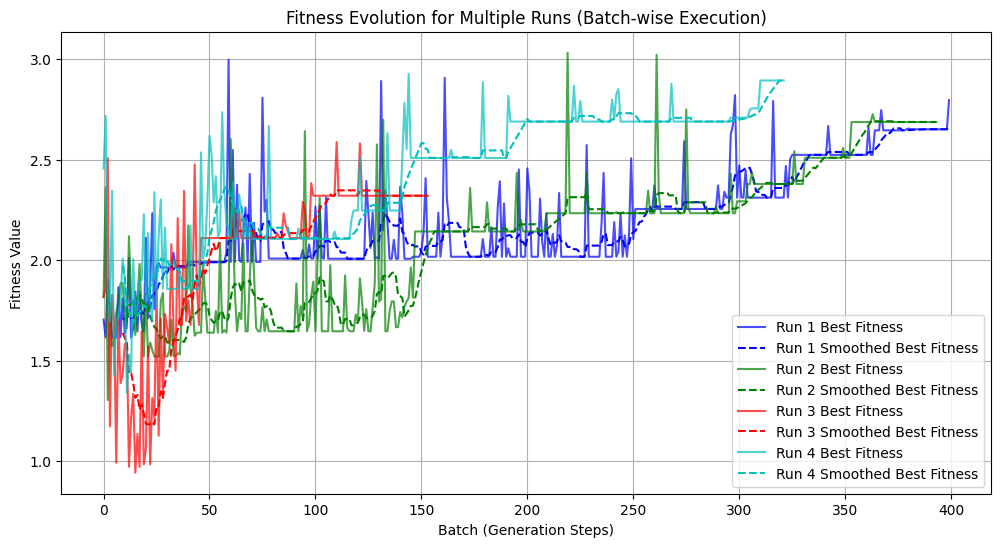 Fitness Evolution for Multiple Runs (Batch-wise Execution)
Fitness Value
3.0
2.5
2.0
1.5
1.0
Run 1 Best Fitness
Run 1 Smoothed Best Fitness
Run 2 Best Fitness
Run 2 Smoothed Best Fitness
Run 3 Best Fitness
Run 3 Smoothed Best Fitness
Run 4 Best Fitness
Run 4 Smoothed Best Fitness
0 50 100 150 200 250 300 350 400
Batch (Generation Steps)